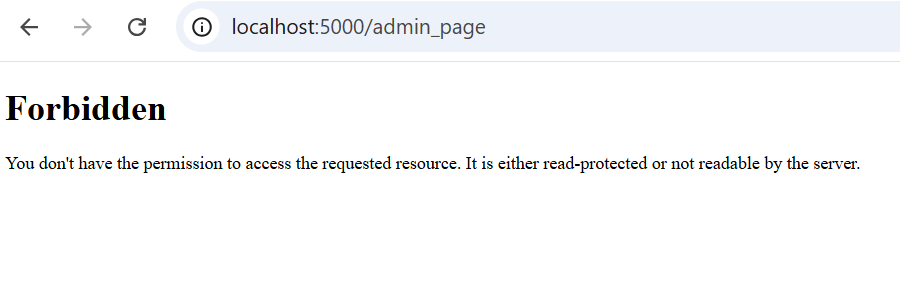 localhost:5000/admin_page
Forbidden
You don't have the permission to access the requested resource. It is either read-protected or not readable by the server.